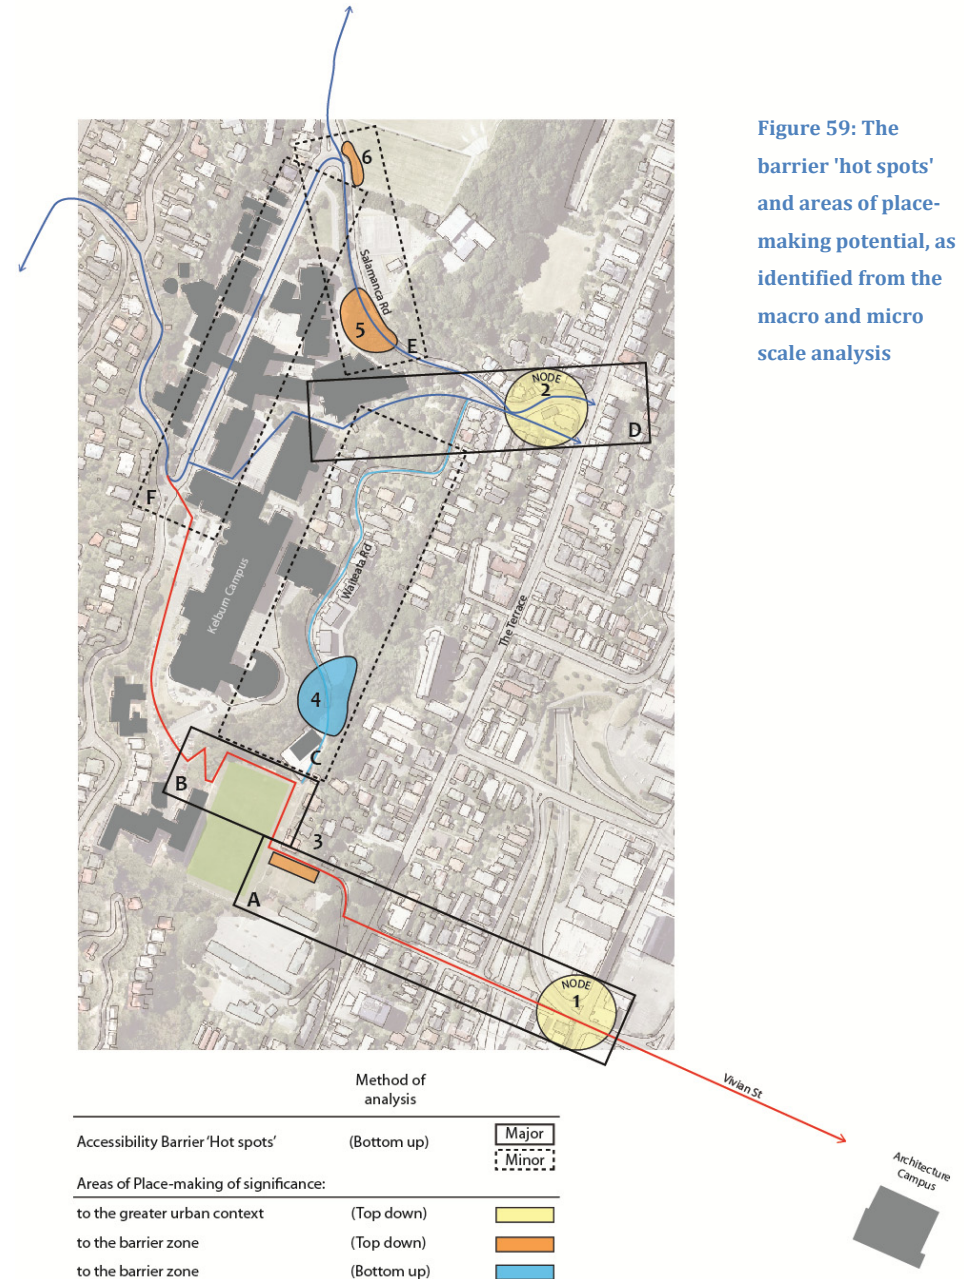 Figure 59: The
barrier 'hot spots'
and areas of place-
making potential, as
identified from the
macro and micro
scale analysis
6
Salamanca Rd
5
E
NODE
2
D
F
Waiteata Rd
Kelburn Campus
The Terrace
4
C
B
3
A
NODE
1
Vivian St
Architecture
Campus
Method of
analysis
Accessibility Barrier 'Hot spots' (Bottom up) Major
Minor
Areas of Place-making of significance:
to the greater urban context (Top down)
to the barrier zone (Top down)
to the barrier zone (Bottom up)